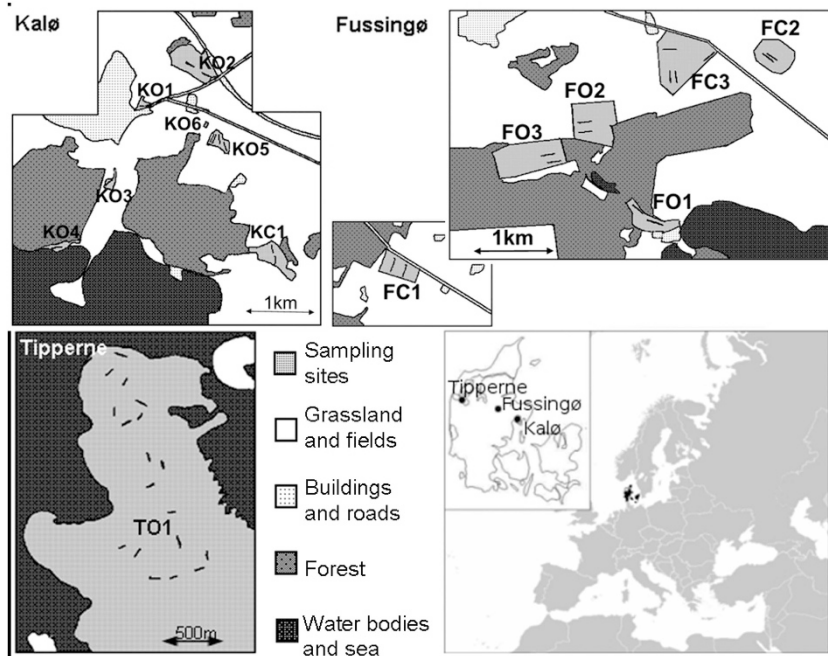 Kalø
KO2
KO1
KO6
KO5
KO3
KO4
KC1
1km
Fussingø
FC2
FC3
FO2
FO3
FO1
1km
FC1
Tipperne
TO1
500m
Sampling
sites
Grassland
and fields
Buildings
and roads
Forest
Water bodies
and sea
Tipperne
Fussingø
Kalø